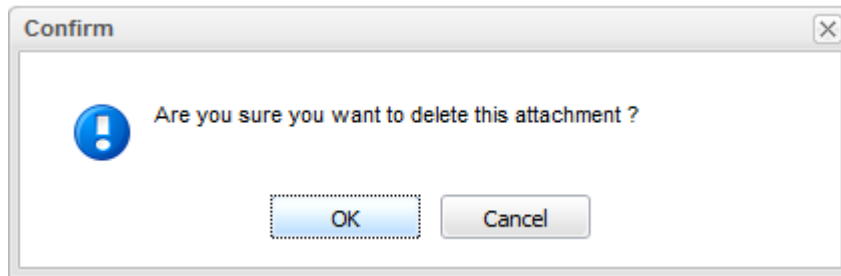 Confirm
Are you sure you want to delete this attachment ?
OK
Cancel